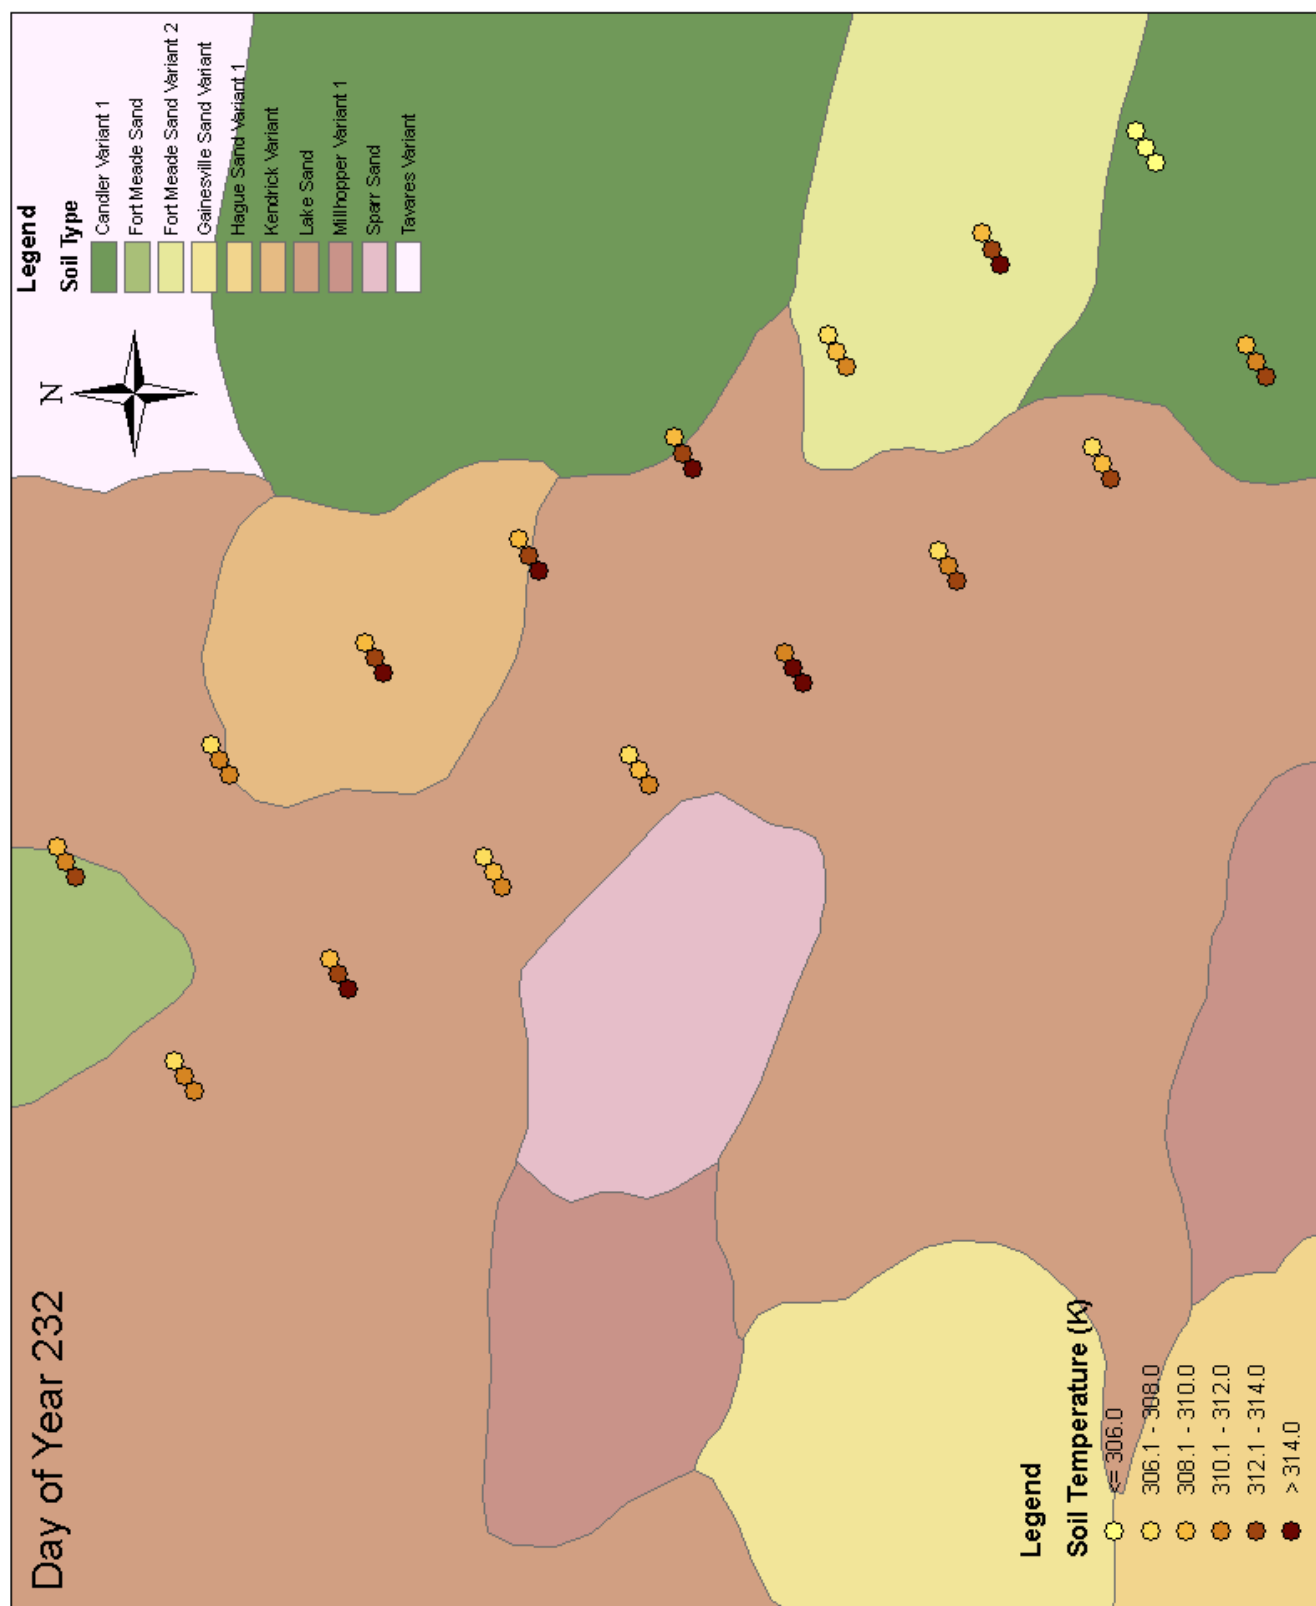 Day of Year 232
N
Legend
Soil Type
Candler Variant 1
Fort Meade Sand
Fort Meade Sand Variant 2
Gainesville Sand Variant
Hague Sand Variant 1
Kendrick Variant
Lake Sand
Millhopper Variant 1
Sparr Sand
Tavares Variant
Legend
Soil Temperature (K)
<= 306.0
306.1 - 308.0
308.1 - 310.0
310.1 - 312.0
312.1 - 314.0
> 314.0